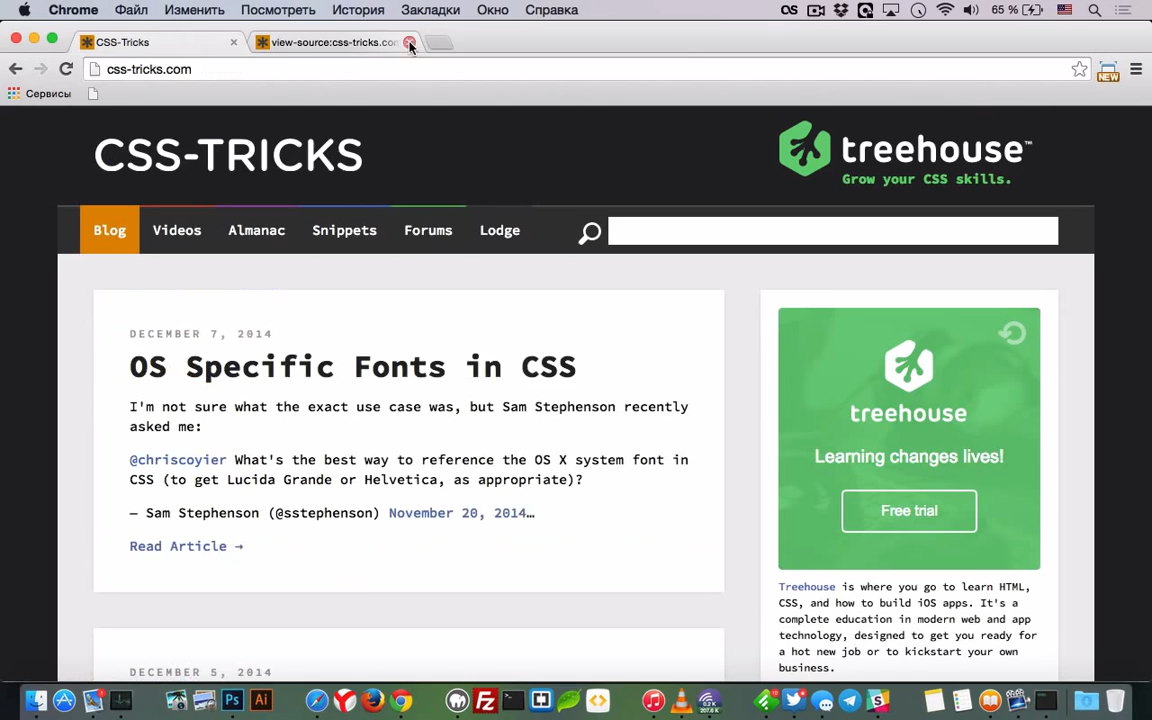 Chrome Файл Изменить Посмотреть История Закладки Окно Справка OS 65 %
CSS-Tricks view-source:css-tricks.com
css-tricks.com NEW
Сервисы
CSS-TRICKS
treehouse™
Grow your CSS skills.
Blog Videos Almanac Snippets Forums Lodge
DECEMBER 7, 2014
OS Specific Fonts in CSS
I'm not sure what the exact use case was, but Sam Stephenson recently
asked me:
@chriscoyier What's the best way to reference the OS X system font in
CSS (to get Lucida Grande or Helvetica, as appropriate)?
— Sam Stephenson (@sstephenson) November 20, 2014…
Read Article →
DECEMBER 5, 2014
treehouse
Learning changes lives!
Free trial
Treehouse is where you go to learn HTML,
CSS, and how to build iOS apps. It's a
complete education in modern web and app
technology, designed to get you ready for
a hot new job or to kickstart your own
business.
Ps Ai Fz